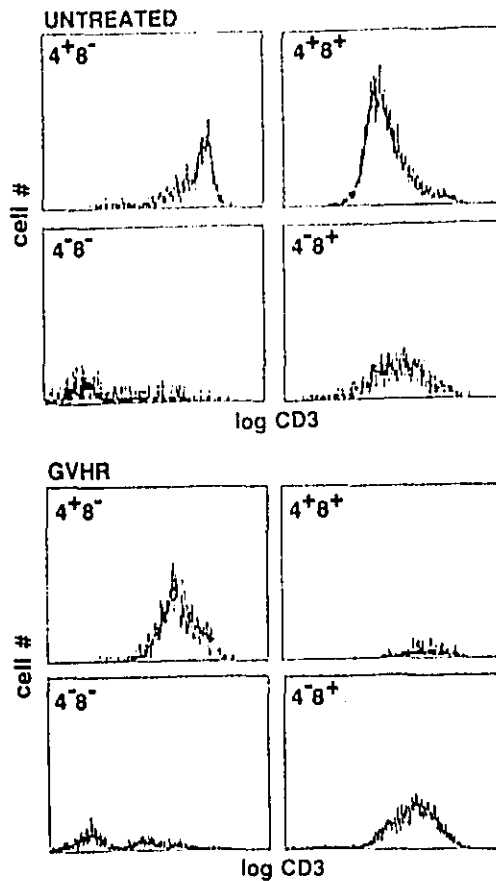 UNTREATED
4⁺8⁻
4⁺8⁺
4⁻8⁻
4⁻8⁺
cell #
log CD3
GVHR
4⁺8⁻
4⁺8⁺
4⁻8⁻
4⁻8⁺
cell #
log CD3